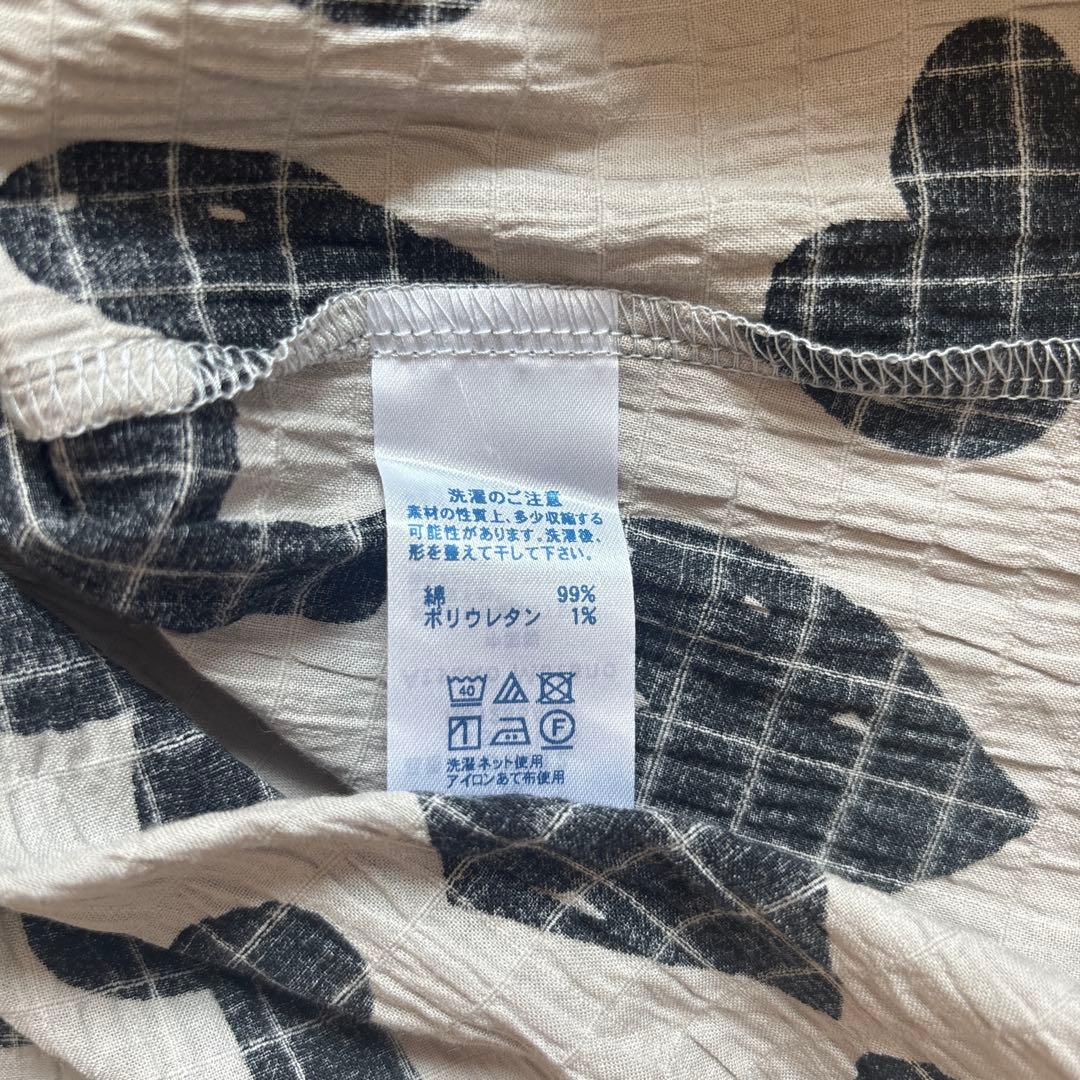 洗濯のご注意
素材の性質上、多少収縮する
可能性があります。洗濯後、
形を整えて干して下さい。
綿 99%
ポリウレタン 1%
40
F
洗濯ネット使用
アイロンあて布使用